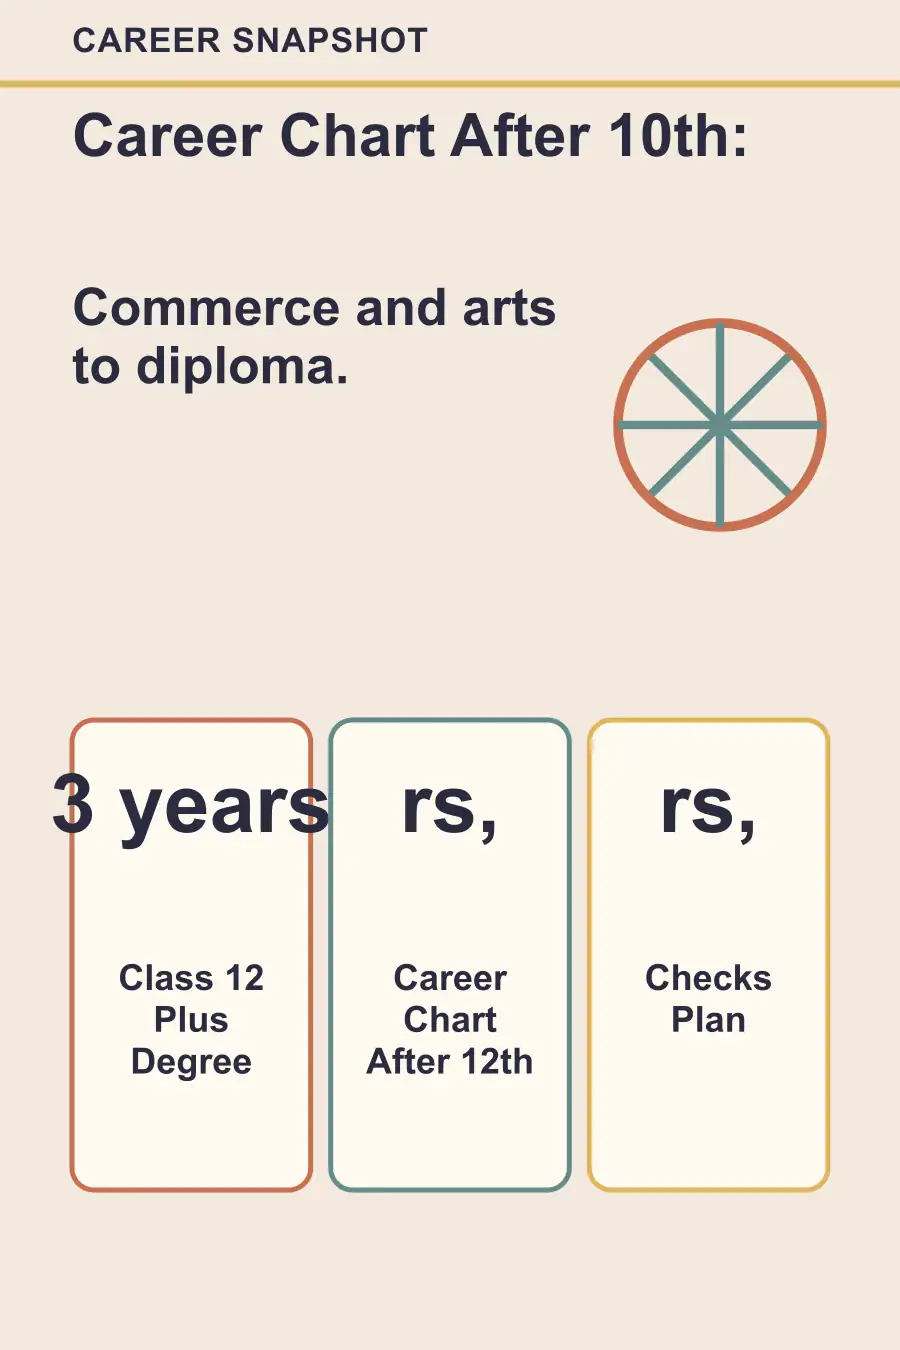 CAREER SNAPSHOT
Career Chart After 10th:
Commerce and arts
to diploma.
3 years
rs,
rs,
Class 12
Plus
Degree
Career
Chart
After 12th
Checks
Plan